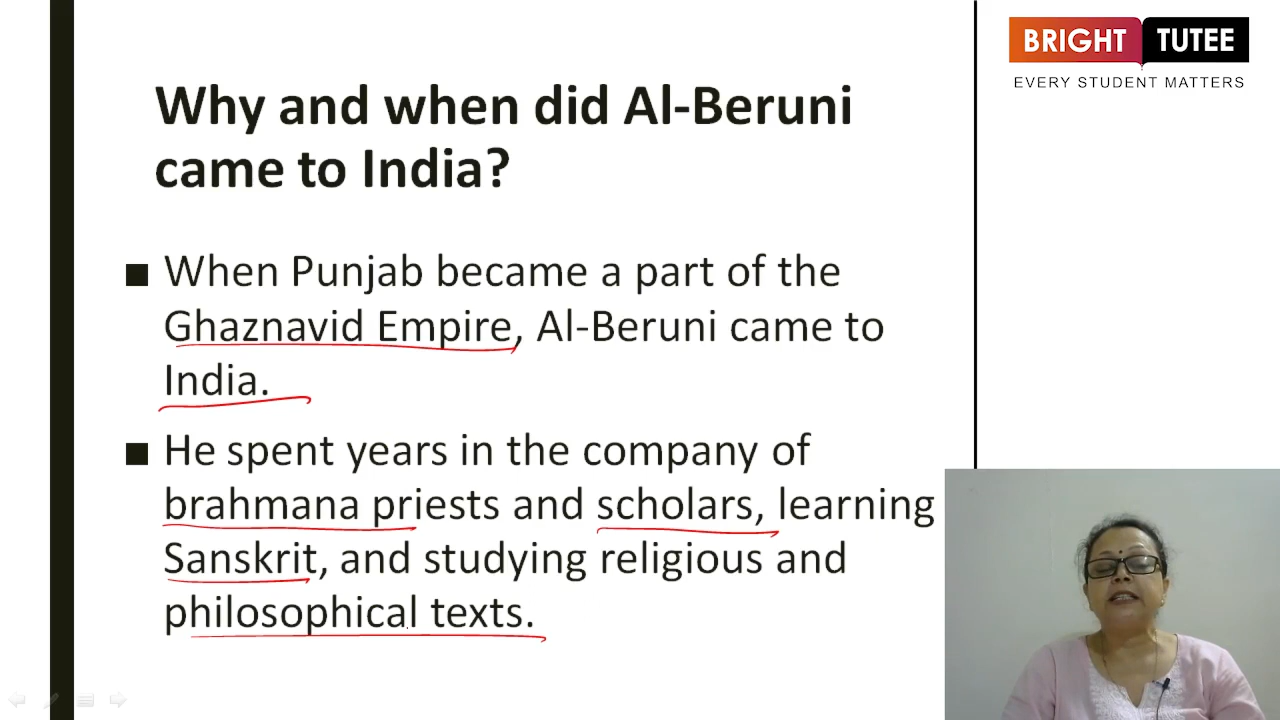 BRIGHT TUTEE
EVERY STUDENT MATTERS
Why and when did Al-Beruni
came to India?
When Punjab became a part of the
Ghaznavid Empire, Al-Beruni came to
India.
He spent years in the company of
brahmana priests and scholars, learning
Sanskrit, and studying religious and
philosophical texts.